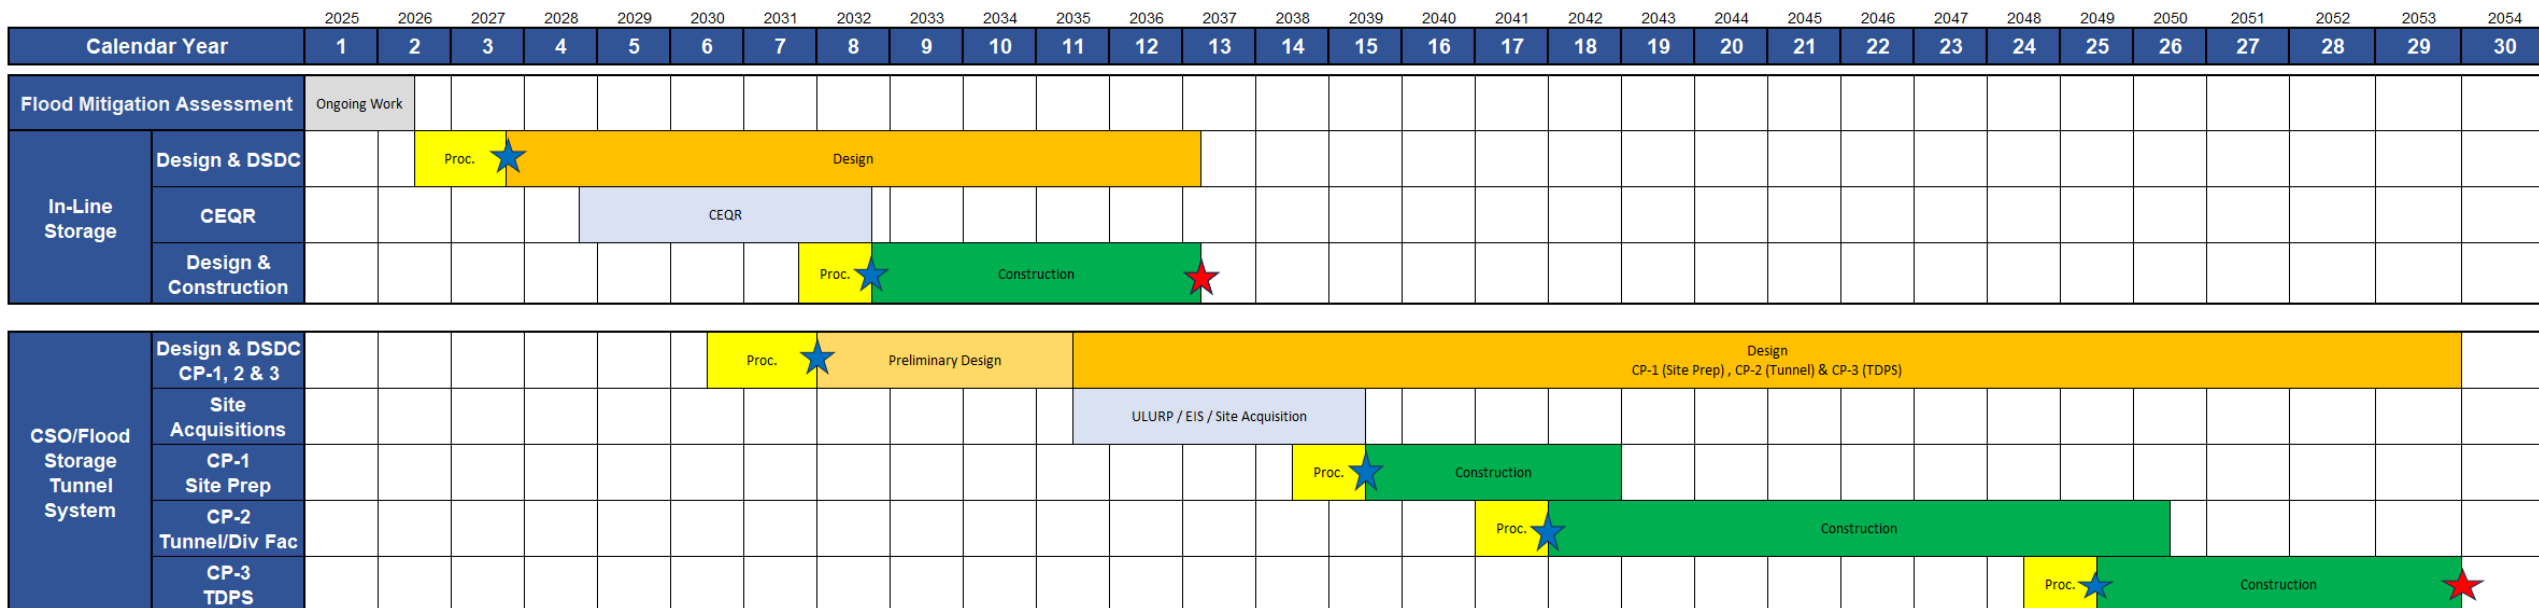 2025 2026 2027 2028 2029 2030 2031 2032 2033 2034 2035 2036 2037 2038 2039 2040 2041 2042 2043 2044 2045 2046 2047 2048 2049 2050 2051 2052 2053 2054
Calendar Year 1 2 3 4 5 6 7 8 9 10 11 12 13 14 15 16 17 18 19 20 21 22 23 24 25 26 27 28 29 30
Flood Mitigation Assessment Ongoing Work
In-Line
Storage
Design & DSDC Proc. Design
CEQR CEQR
Design &
Construction
Proc. Construction
CSO/Flood
Storage
Tunnel
System
Design & DSDC
CP-1, 2 & 3
Proc. Preliminary Design
Design
CP-1 (Site Prep) , CP-2 (Tunnel) & CP-3 (TDPS)
Site
Acquisitions
ULURP / EIS / Site Acquisition
CP-1
Site Prep
Proc. Construction
CP-2
Tunnel/Div Fac
Proc. Construction
CP-3
TDPS
Proc. Construction